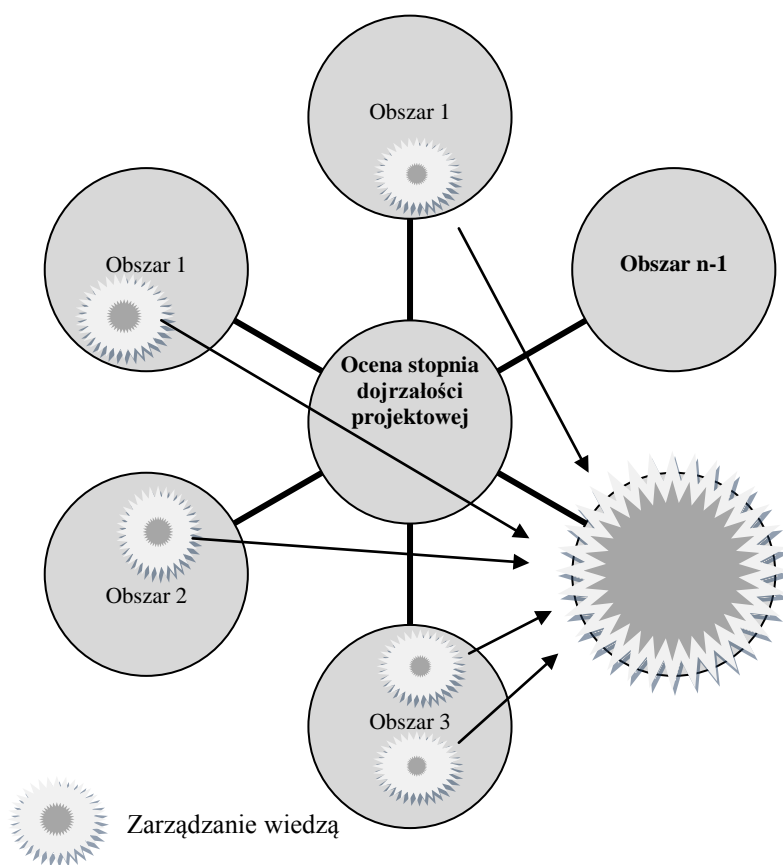 Obszar 1
Obszar 1
Obszar n-1
Ocena stopnia
dojrzałości
projektowej
Obszar 2
Obszar 3
Zarządzanie wiedzą